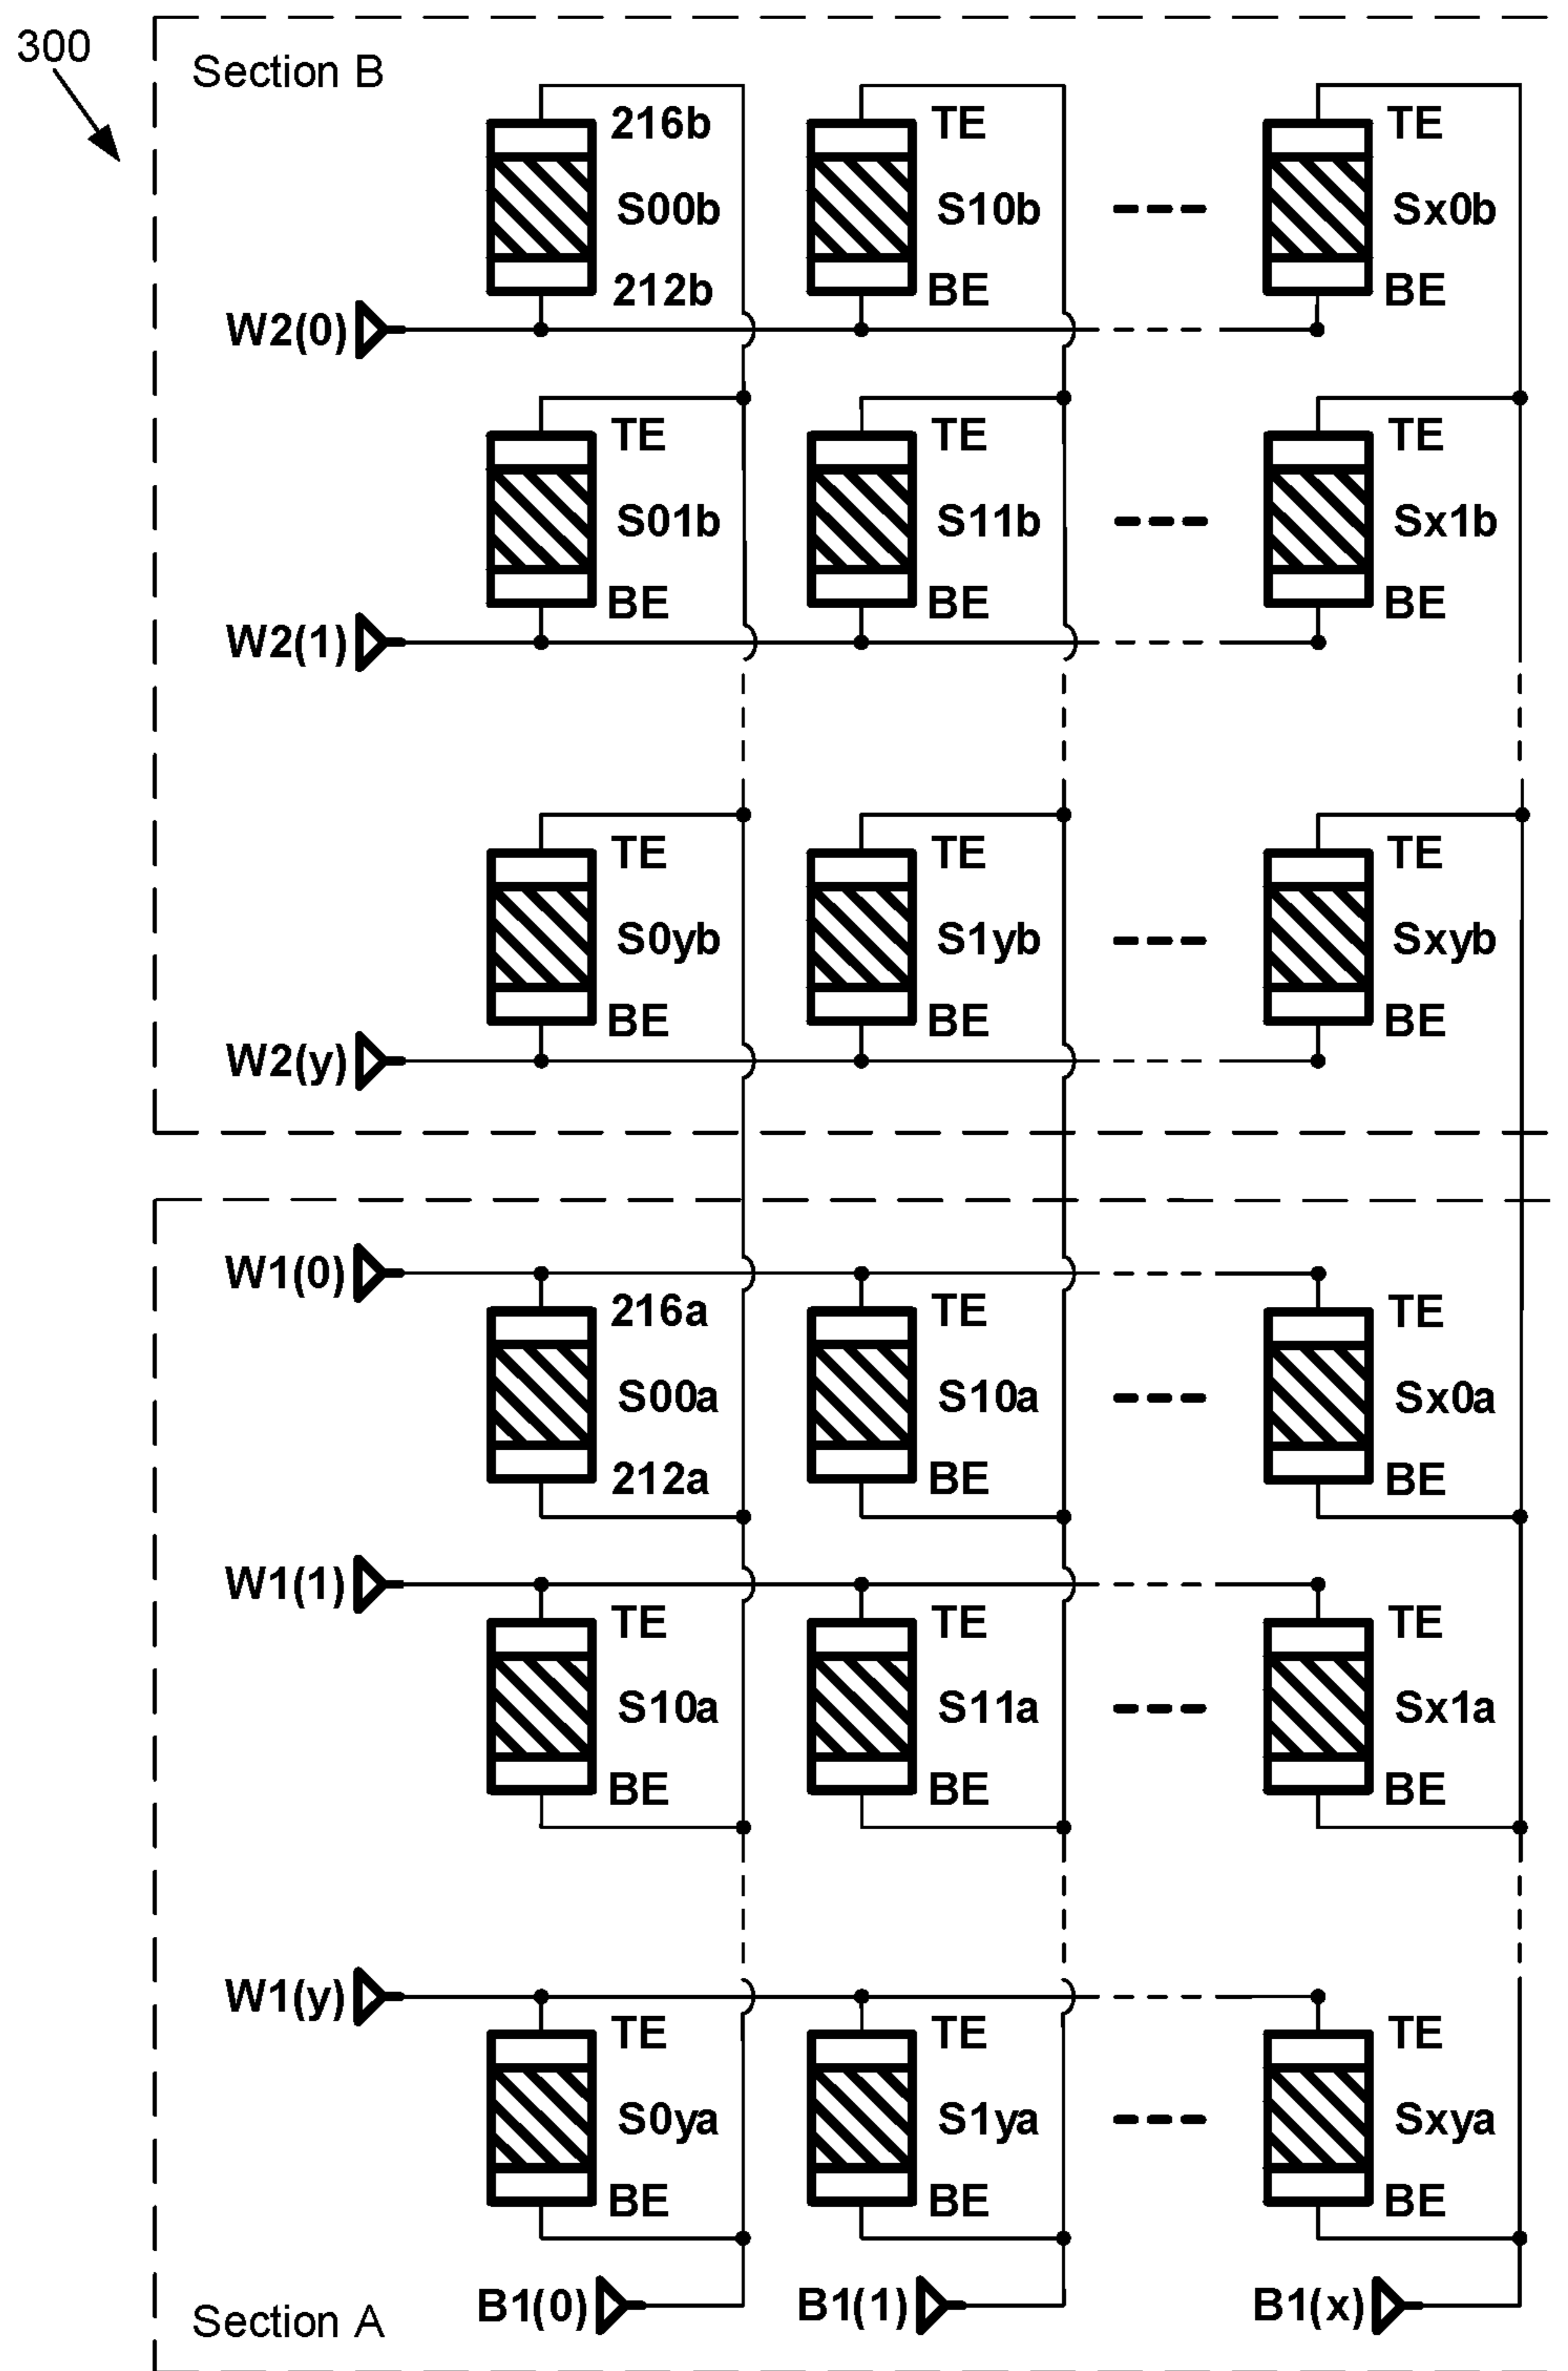 300
Section B
216b TE TE
S00b S10b Sx0b
212b BE BE
W2(0)
TE TE TE
S01b S11b Sx1b
BE BE BE
W2(1)
TE TE TE
S0yb S1yb Sxyb
BE BE BE
W2(y)
W1(0)
216a TE TE
S00a S10a Sx0a
212a BE BE
W1(1)
TE TE TE
S10a S11a Sx1a
BE BE BE
W1(y)
TE TE TE
S0ya S1ya Sxya
BE BE BE
B1(0) B1(1) B1(x)
Section A